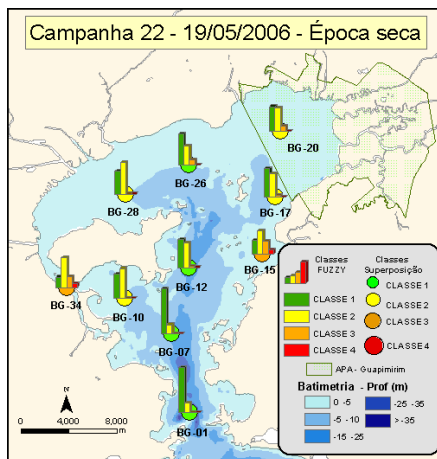 Campanha 22 - 19/05/2006 - Época seca
BG-20
BG-26
BG-28
BG-17
BG-15
BG-12
BG-34
BG-10
BG-07
BG-01
N
0 4,000 8,000
m
Classes FUZZY
CLASSE 1
CLASSE 2
CLASSE 3
CLASSE 4
Classes Superposição
CLASSE 1
CLASSE 2
CLASSE 3
CLASSE 4
APA- Guapimirim
Batimetria - Prof (m)
0 -5
-5 -10
-15 -25
-25 -35
>-35